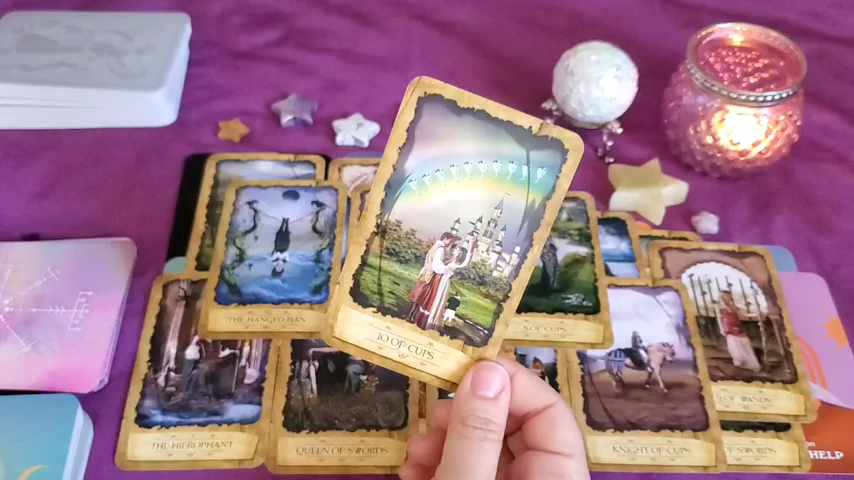 THE HANGED MAN
10 OF CUPS
S OF CUPS
OF WANDS
THE HIEROPHANT
QUEEN OF SWORDS
KNIGHT OF CUPS
OF SWORDS
HELP